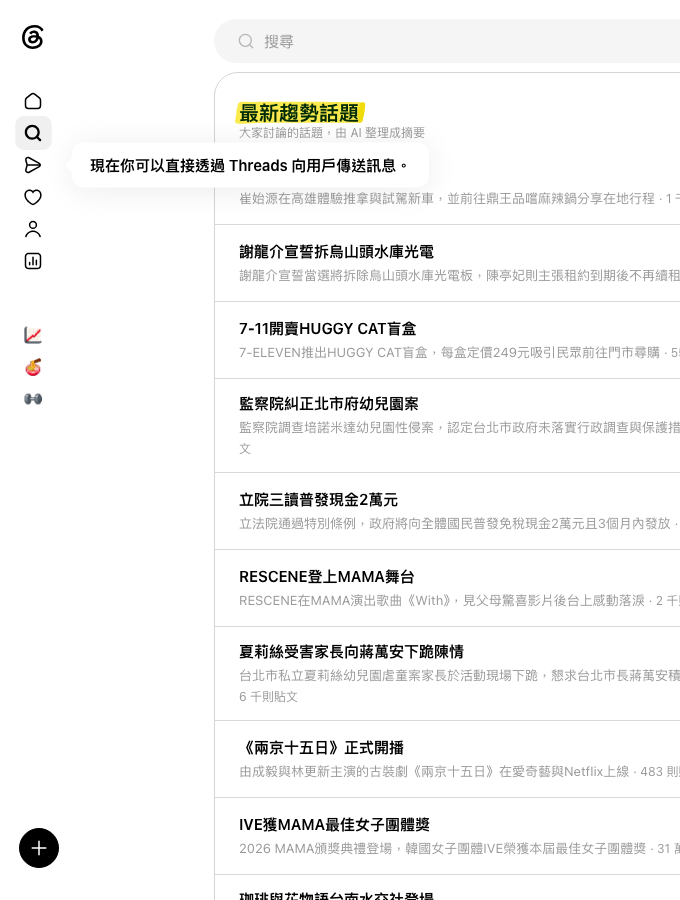 搜尋
最新趨勢話題
大家討論的話題，由 AI 整理成摘要
現在你可以直接透過 Threads 向用戶傳送訊息。
崔始源在高雄體驗推拿與試駕新車，並前往鼎王品嚐麻辣鍋分享在地行程 · 1
謝龍介宣誓拆烏山頭水庫光電
謝龍介宣誓當選將拆除烏山頭水庫光電板，陳亭妃則主張租約到期後不再續租
7-11開賣HUGGY CAT盲盒
7-ELEVEN推出HUGGY CAT盲盒，每盒定價249元吸引民眾前往門市尋購 · 5
監察院糾正北市府幼兒園案
監察院調查培諾米達幼兒園性侵案，認定台北市政府未落實行政調查與保護措
文
立院三讀普發現金2萬元
立法院通過特別條例，政府將向全體國民普發免稅現金2萬元且3個月內發放 ·
RESCENE登上MAMA舞台
RESCENE在MAMA演出歌曲《With》，見父母驚喜影片後台上感動落淚 · 2 千
夏莉絲受害家長向蔣萬安下跪陳情
台北市私立夏莉絲幼兒園虐童案家長於活動現場下跪，懇求台北市長蔣萬安積
6 千則貼文
《兩京十五日》正式開播
由成毅與林更新主演的古裝劇《兩京十五日》在愛奇藝與Netflix上線 · 483 則
IVE獲MAMA最佳女子團體獎
2026 MAMA頒獎典禮登場，韓國女子團體IVE榮獲本屆最佳女子團體獎 · 31 萬
珈琲與花物語台南水交社登場